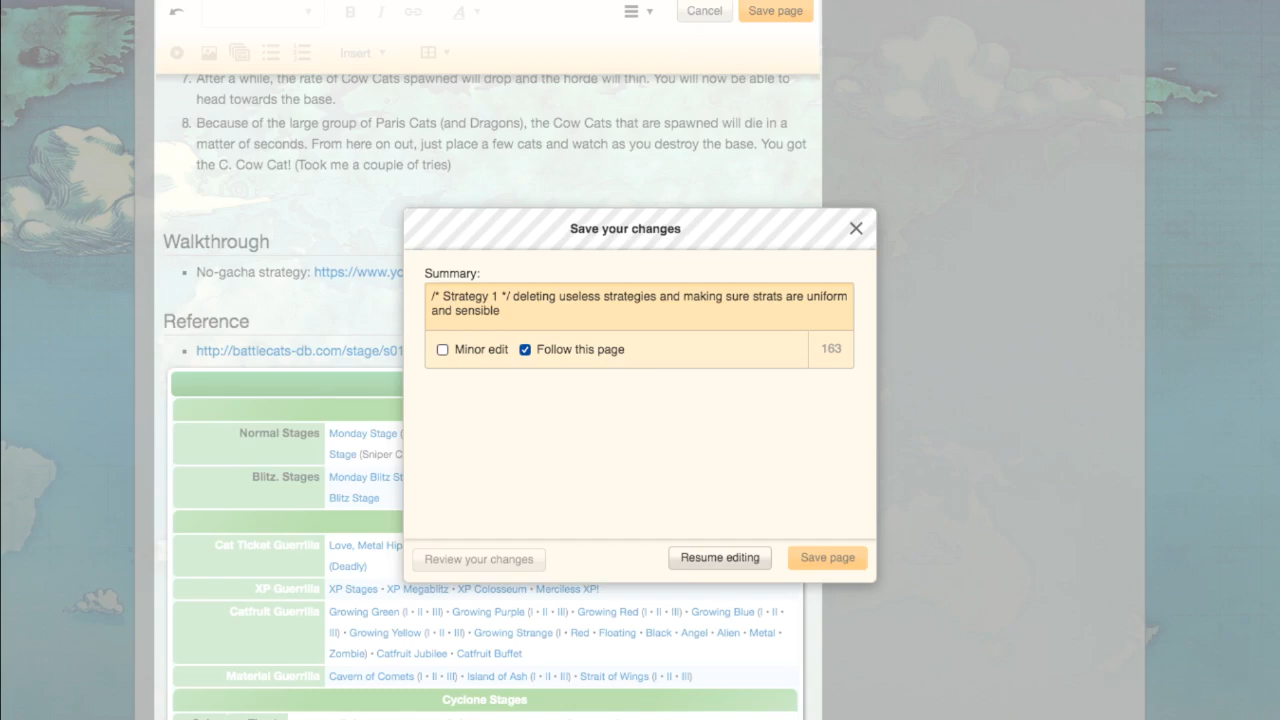 Cancel
Save page
Insert
7. After a while, the rate of Cow Cats spawned will drop and the horde will thin. You will now be able to
head towards the base.
8. Because of the large group of Paris Cats (and Dragons), the Cow Cats that are spawned will die in a
matter of seconds. From here on out, just place a few cats and watch as you destroy the base. You got
the C. Cow Cat! (Took me a couple of tries)
Save your changes
Walkthrough
No-gacha strategy: https://www.yo
Summary:
/* Strategy 1 */ deleting useless strategies and making sure strats are uniform
and sensible
Reference
http://battlecats-db.com/stage/s01
Minor edit
Follow this page
163
Normal Stages
Monday Stage (
Stage (Sniper C
Blitz. Stages
Monday Blitz St
Blitz Stage
Cat Ticket Guerrilla
Love, Metal Hip
(Deadly)
Review your changes
Resume editing
Save page
XP Guerrilla
XP Stages • XP Megablitz • XP Colosseum • Merciless XP!
Catfruit Guerrilla
Growing Green (I • II • III) • Growing Purple (I • II • III) • Growing Red (I • II • III) • Growing Blue (I • II •
III) • Growing Yellow (I • II • III) • Growing Strange (I • Red • Floating • Black • Angel • Alien • Metal •
Zombie) • Catfruit Jubilee • Catfruit Buffet
Material Guerrilla
Cavern of Comets (I • II • III) • Island of Ash (I • II • III) • Strait of Wings (I • II • III)
Cyclone Stages